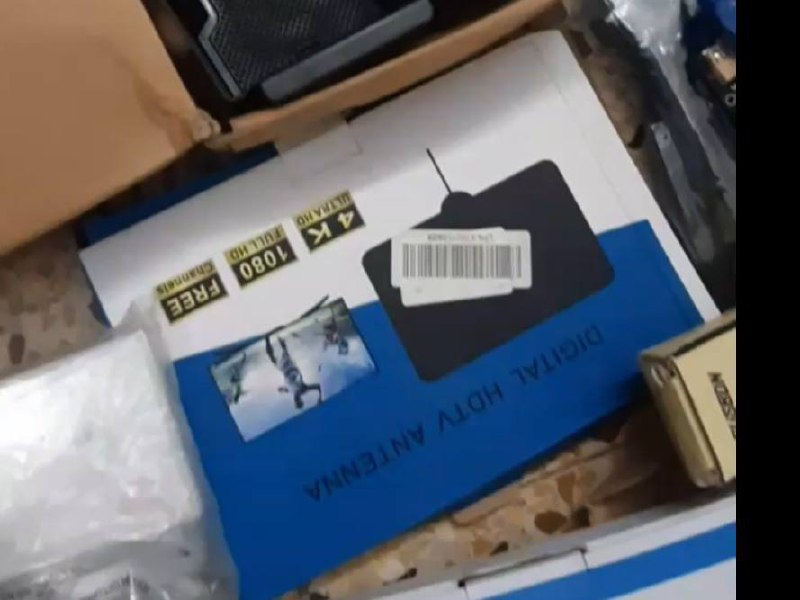 DIGITAL HDTV ANTENNA
4K
ULTRA HD
1080
FULL HD
FREE
Channels